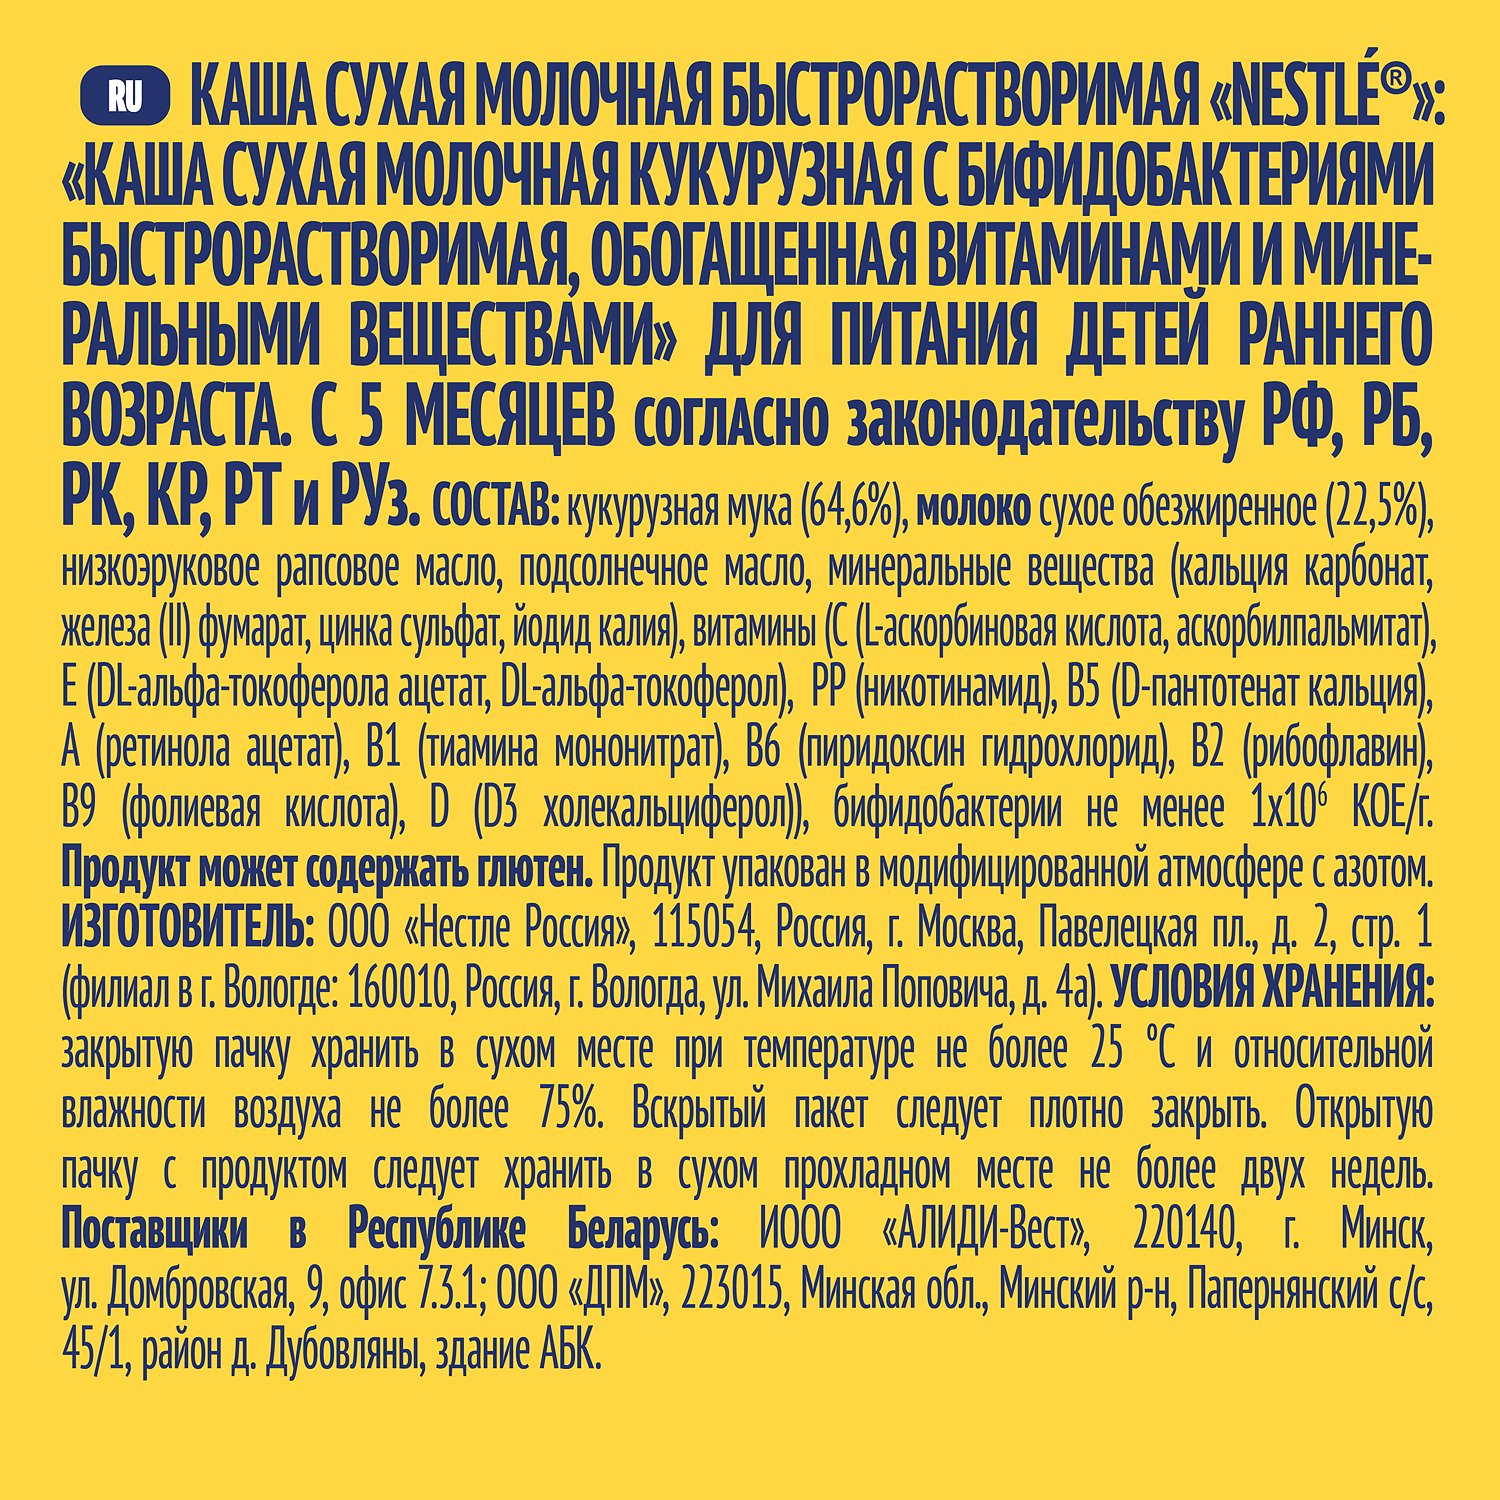 RU КАША СУХАЯ МОЛОЧНАЯ БЫСТРОРАСТВОРИМАЯ «NESTLÉ®»:
«КАША СУХАЯ МОЛОЧНАЯ КУКУРУЗНАЯ С БИФИДОБАКТЕРИЯМИ
БЫСТРОРАСТВОРИМАЯ, ОБОГАЩЕННАЯ ВИТАМИНАМИ И МИНЕ-
РАЛЬНЫМИ ВЕЩЕСТВАМИ» ДЛЯ ПИТАНИЯ ДЕТЕЙ РАННЕГО
ВОЗРАСТА. С 5 МЕСЯЦЕВ согласно законодательству РФ, РБ,
РК, КР, РТ и РУз. СОСТАВ: кукурузная мука (64,6%), молоко сухое обезжиренное (22,5%),
низкоэруковое рапсовое масло, подсолнечное масло, минеральные вещества (кальция карбонат,
железа (II) фумарат, цинка сульфат, йодид калия), витамины (C (L-аскорбиновая кислота, аскорбилпальмитат),
E (DL-альфа-токоферола ацетат, DL-альфа-токоферол), PP (никотинамид), B5 (D-пантотенат кальция),
A (ретинола ацетат), B1 (тиамина мононитрат), B6 (пиридоксин гидрохлорид), B2 (рибофлавин),
B9 (фолиевая кислота), D (D3 холекальциферол)), бифидобактерии не менее 1x10⁶ КОЕ/г.
Продукт может содержать глютен. Продукт упакован в модифицированной атмосфере с азотом.
ИЗГОТОВИТЕЛЬ: ООО «Нестле Россия», 115054, Россия, г. Москва, Павелецкая пл., д. 2, стр. 1
(филиал в г. Вологде: 160010, Россия, г. Вологда, ул. Михаила Поповича, д. 4а). УСЛОВИЯ ХРАНЕНИЯ:
закрытую пачку хранить в сухом месте при температуре не более 25 °C и относительной
влажности воздуха не более 75%. Вскрытый пакет следует плотно закрыть. Открытую
пачку с продуктом следует хранить в сухом прохладном месте не более двух недель.
Поставщики в Республике Беларусь: ИООО «АЛИДИ-Вест», 220140, г. Минск,
ул. Домбровская, 9, офис 7.3.1; ООО «ДПМ», 223015, Минская обл., Минский р-н, Папернянский с/с,
45/1, район д. Дубовляны, здание АБК.